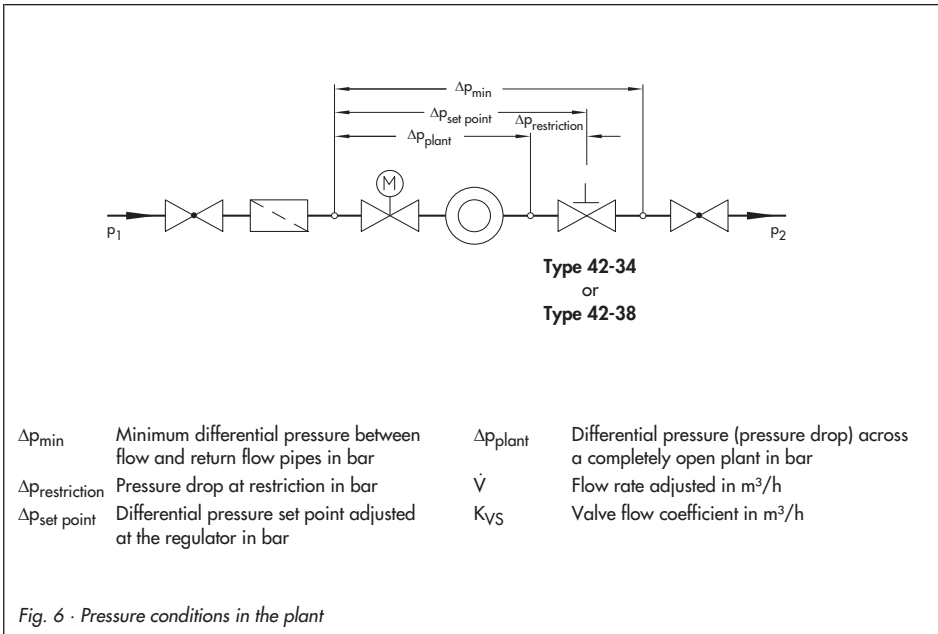 Δpmin
Δpset point
Δprestriction
Δpplant
M
p1
p2
Type 42-34
or
Type 42-38
Δpmin Minimum differential pressure between
flow and return flow pipes in bar
Δprestriction Pressure drop at restriction in bar
Δpset point Differential pressure set point adjusted
at the regulator in bar
Δpplant Differential pressure (pressure drop) across
a completely open plant in bar
V̇ Flow rate adjusted in m³/h
KVS Valve flow coefficient in m³/h
Fig. 6 · Pressure conditions in the plant